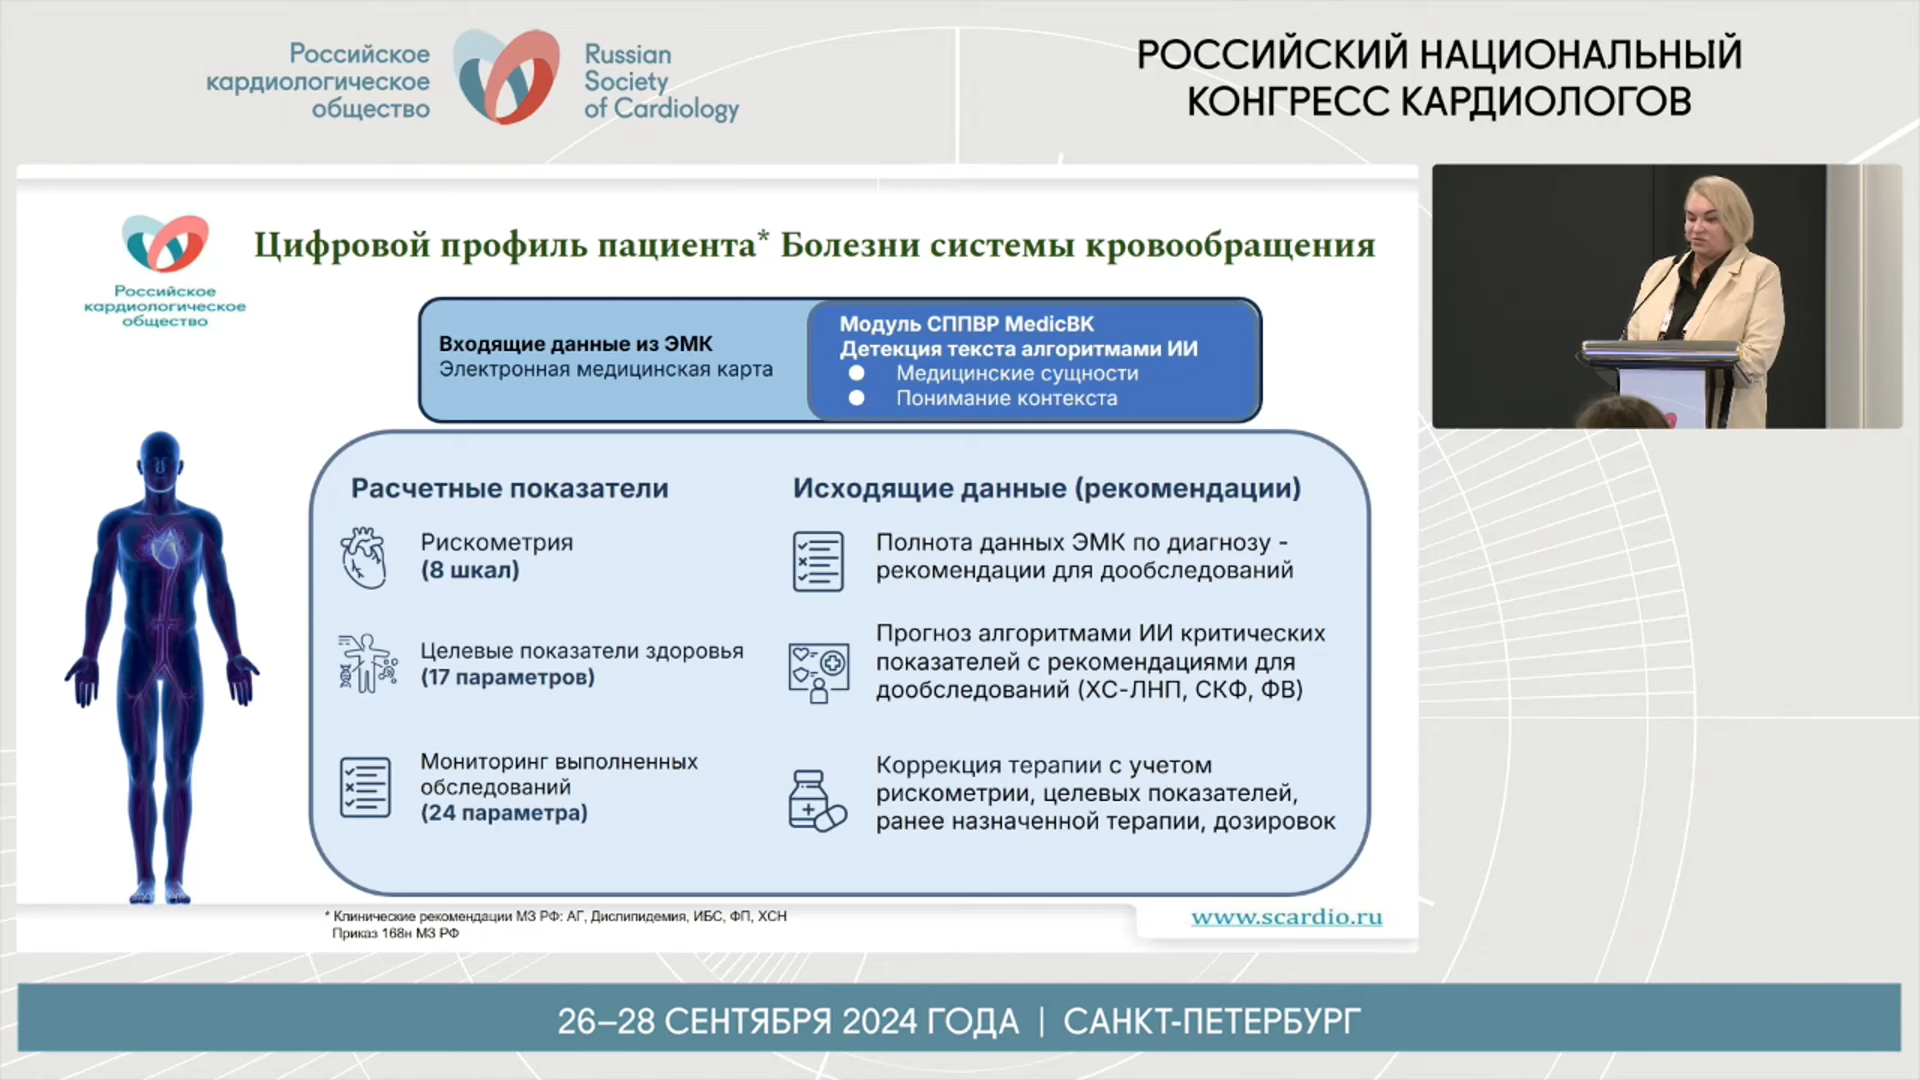 Российское
кардиологическое
общество
Russian
Society
of Cardiology
РОССИЙСКИЙ НАЦИОНАЛЬНЫЙ
КОНГРЕСС КАРДИОЛОГОВ
Российское
кардиологическое
общество
Цифровой профиль пациента* Болезни системы кровообращения
Входящие данные из ЭМК
Электронная медицинская карта
Модуль СППВР MedicBK
Детекция текста алгоритмами ИИ
● Медицинские сущности
● Понимание контекста
Расчетные показатели
Рискометрия
(8 шкал)
Целевые показатели здоровья
(17 параметров)
Мониторинг выполненных
обследований
(24 параметра)
Исходящие данные (рекомендации)
Полнота данных ЭМК по диагнозу -
рекомендации для дообследований
Прогноз алгоритмами ИИ критических
показателей с рекомендациями для
дообследований (ХС-ЛНП, СКФ, ФВ)
Коррекция терапии с учетом
рискометрии, целевых показателей,
ранее назначенной терапии, дозировок
* Клинические рекомендации МЗ РФ: АГ, Дислипидемия, ИБС, ФП, ХСН
Приказ 168н МЗ РФ
www.scardio.ru
26–28 СЕНТЯБРЯ 2024 ГОДА | САНКТ-ПЕТЕРБУРГ